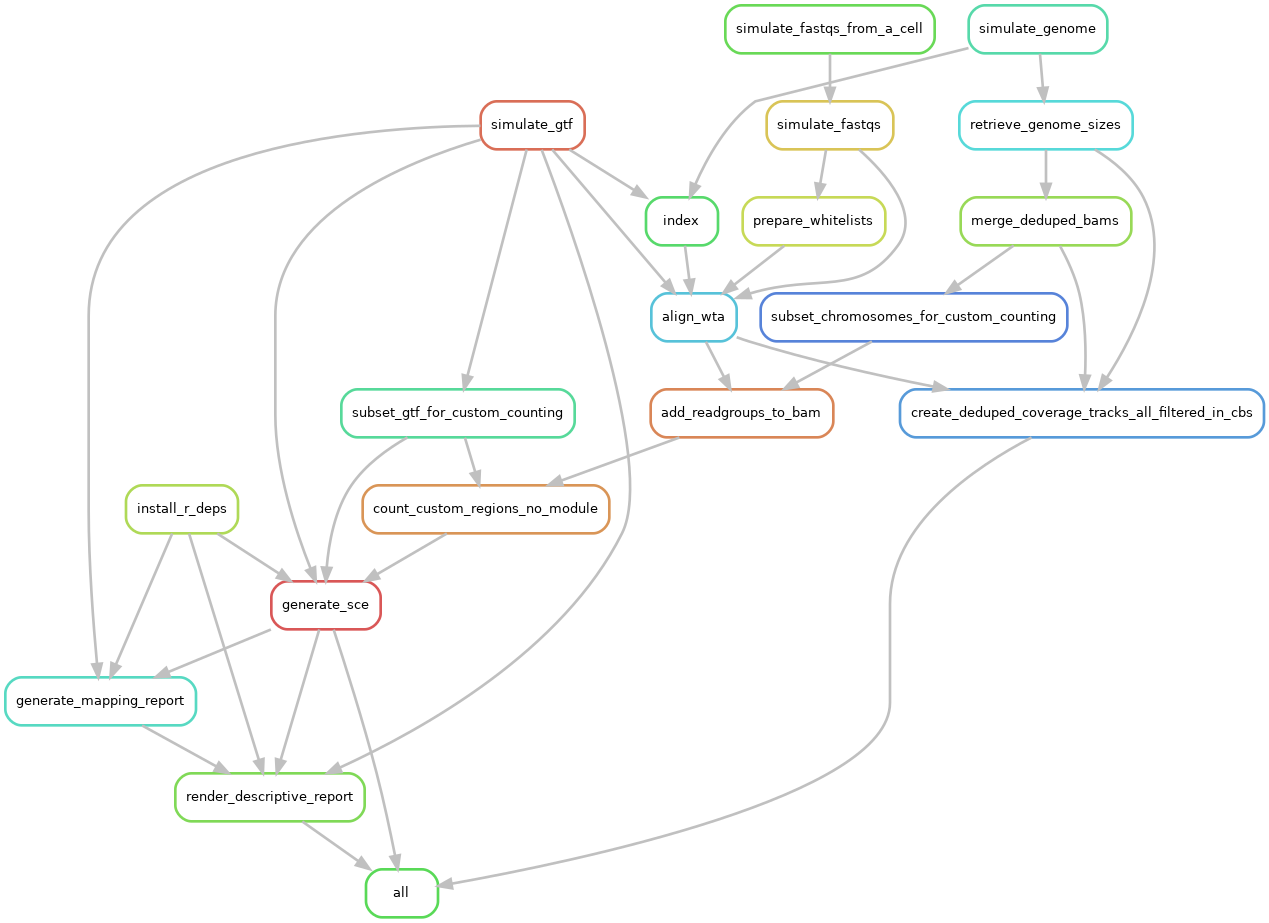 simulate_fastqs_from_a_cell
simulate_genome
simulate_gtf
simulate_fastqs
retrieve_genome_sizes
index
prepare_whitelists
merge_deduped_bams
align_wta
subset_chromosomes_for_custom_counting
subset_gtf_for_custom_counting
add_readgroups_to_bam
create_deduped_coverage_tracks_all_filtered_in_cbs
install_r_deps
count_custom_regions_no_module
generate_sce
generate_mapping_report
render_descriptive_report
all